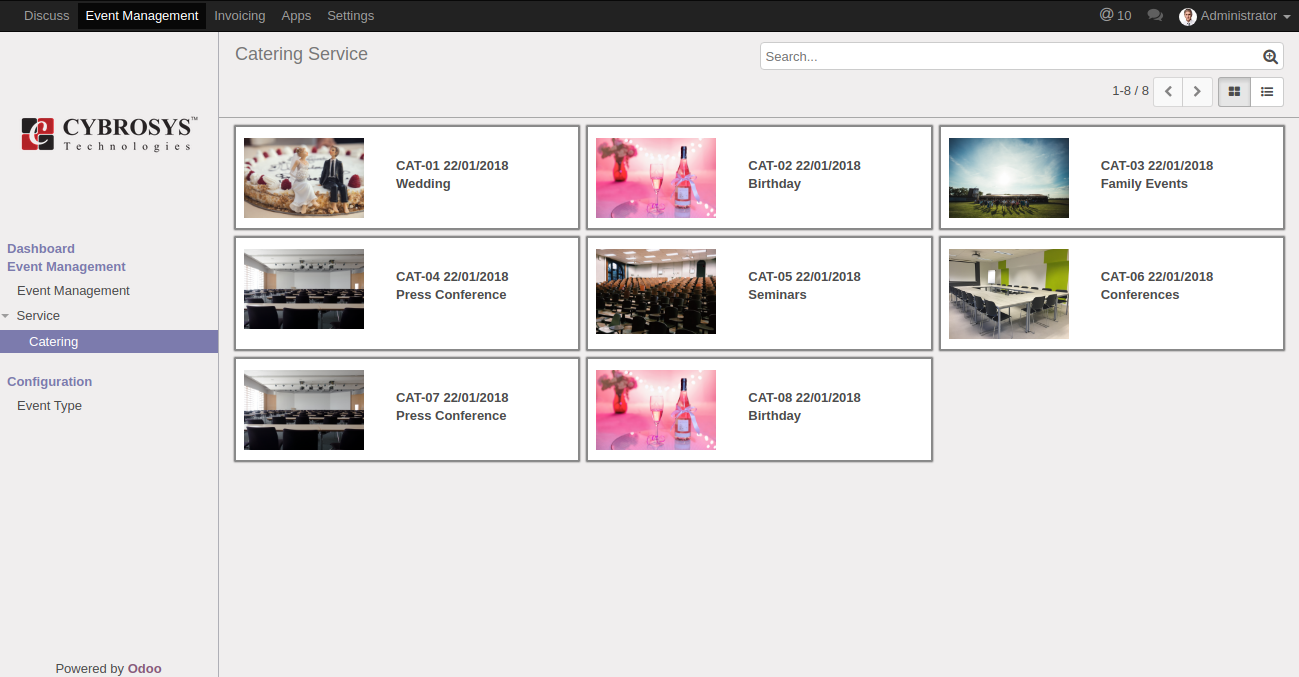 Discuss Event Management Invoicing Apps Settings @ 10 Administrator
Catering Service
Search...
1-8 / 8
CYBROSYS™
Technologies
Dashboard
Event Management
Event Management
Service
Catering
Configuration
Event Type
Powered by Odoo
CAT-01 22/01/2018
Wedding
CAT-02 22/01/2018
Birthday
CAT-03 22/01/2018
Family Events
CAT-04 22/01/2018
Press Conference
CAT-05 22/01/2018
Seminars
CAT-06 22/01/2018
Conferences
CAT-07 22/01/2018
Press Conference
CAT-08 22/01/2018
Birthday